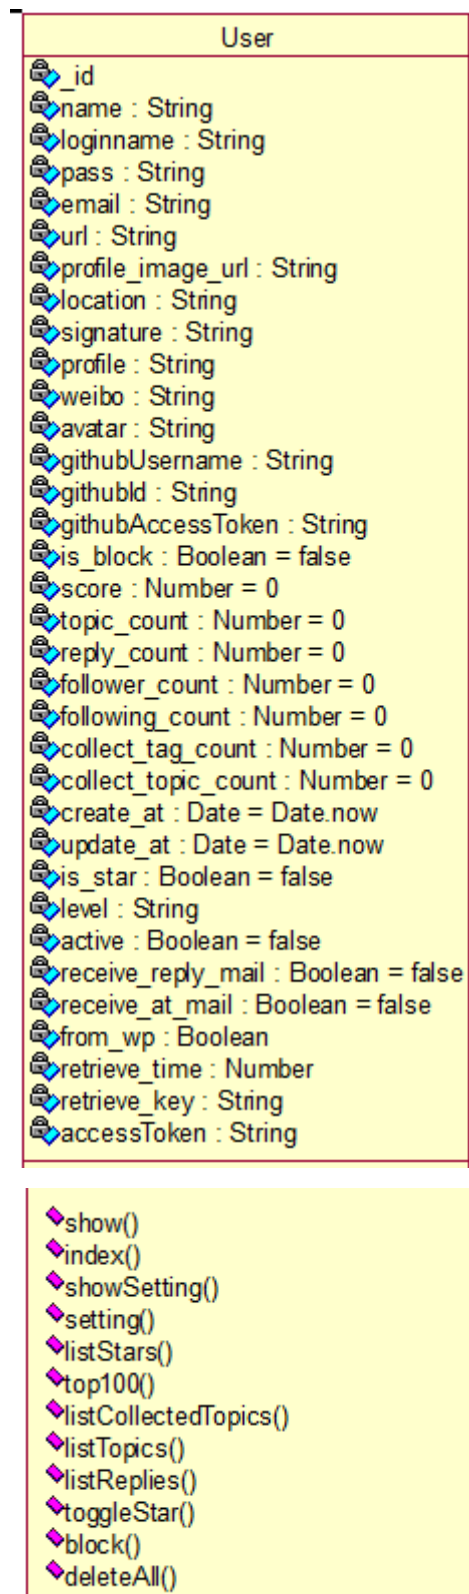 User
_id
name : String
loginname : String
pass : String
email : String
url : String
profile_image_url : String
location : String
signature : String
profile : String
weibo : String
avatar : String
githubUsername : String
githubId : String
githubAccessToken : String
is_block : Boolean = false
score : Number = 0
topic_count : Number = 0
reply_count : Number = 0
follower_count : Number = 0
following_count : Number = 0
collect_tag_count : Number = 0
collect_topic_count : Number = 0
create_at : Date = Date.now
update_at : Date = Date.now
is_star : Boolean = false
level : String
active : Boolean = false
receive_reply_mail : Boolean = false
receive_at_mail : Boolean = false
from_wp : Boolean
retrieve_time : Number
retrieve_key : String
accessToken : String
show()
index()
showSetting()
setting()
listStars()
top100()
listCollectedTopics()
listTopics()
listReplies()
toggleStar()
block()
deleteAll()